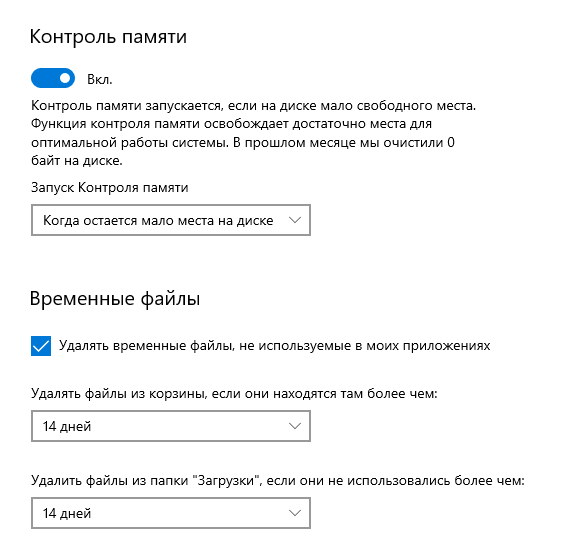 Контроль памяти
Вкл.
Контроль памяти запускается, если на диске мало свободного места.
Функция контроля памяти освобождает достаточно места для
оптимальной работы системы. В прошлом месяце мы очистили 0
байт на диске.
Запуск Контроля памяти
Когда остается мало места на диске
Временные файлы
Удалять временные файлы, не используемые в моих приложениях
Удалять файлы из корзины, если они находятся там более чем:
14 дней
Удалить файлы из папки "Загрузки", если они не использовались более чем:
14 дней